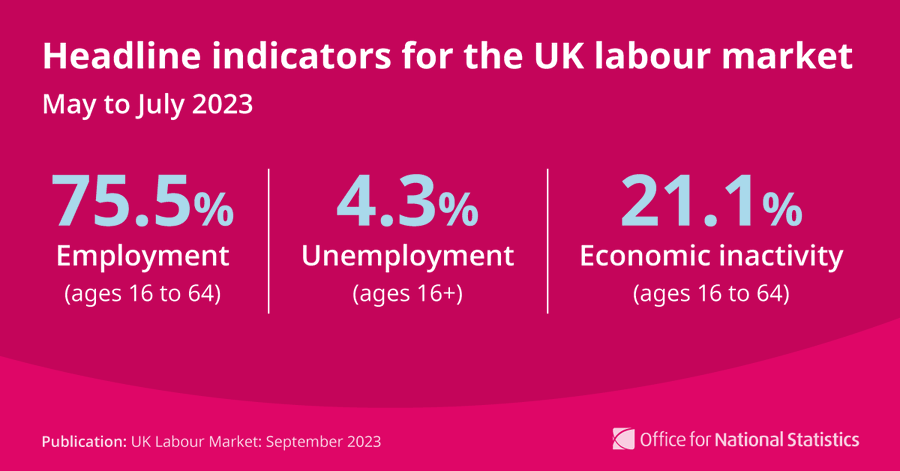 Headline indicators for the UK labour market
May to July 2023
75.5%
Employment
(ages 16 to 64)
4.3%
Unemployment
(ages 16+)
21.1%
Economic inactivity
(ages 16 to 64)
Publication: UK Labour Market: September 2023
Office for National Statistics